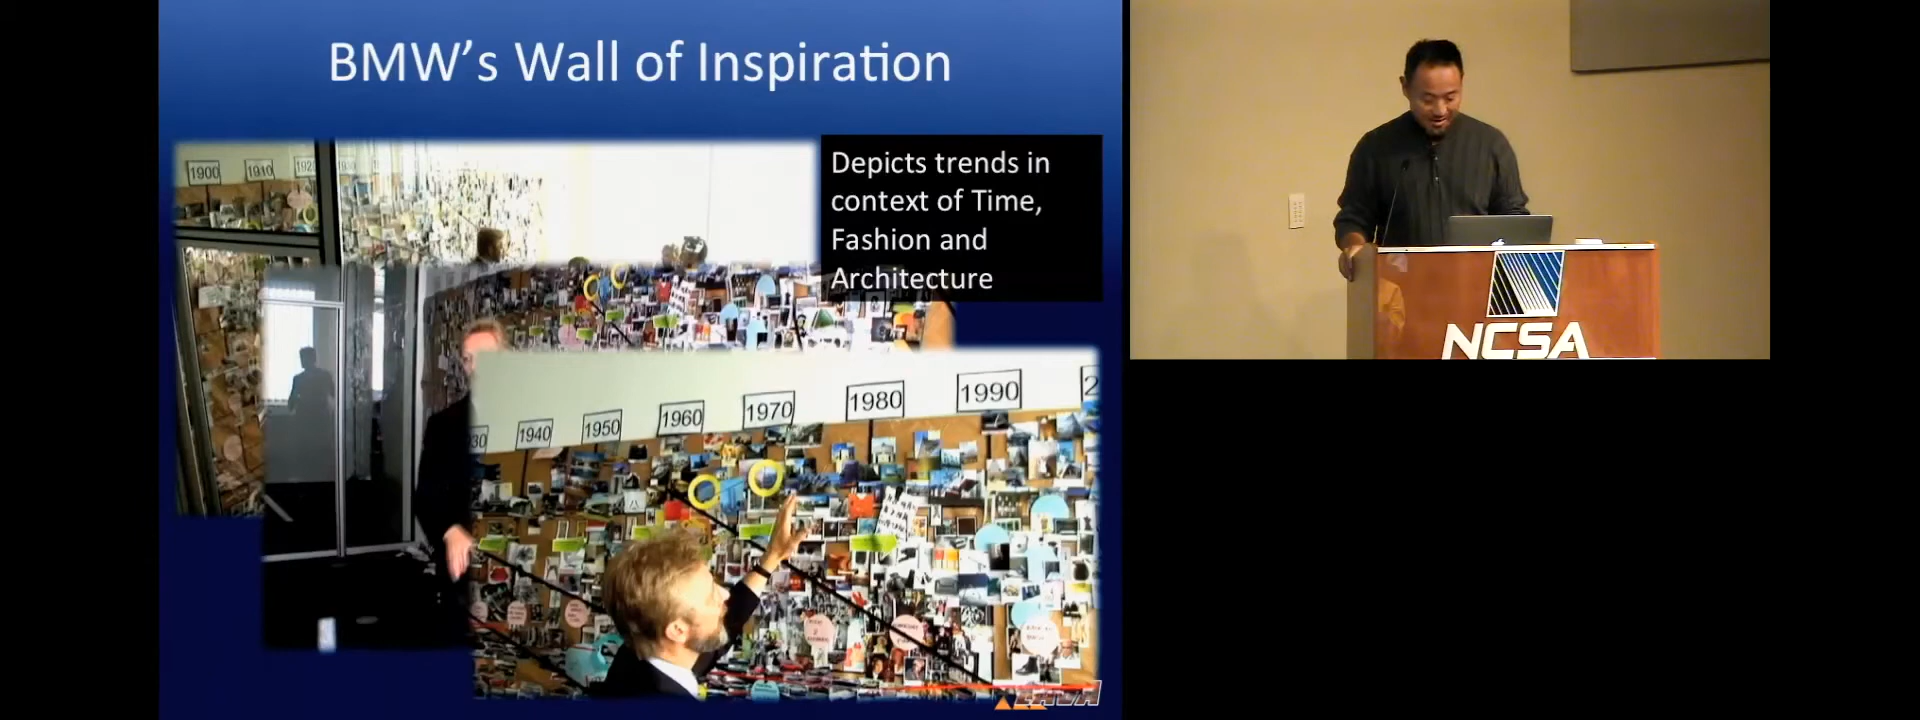 BMW's Wall of Inspiration
Depicts trends in
context of Time,
Fashion and
Architecture
1900
1910
1930
1940
1950
1960
1970
1980
1990
NCSA